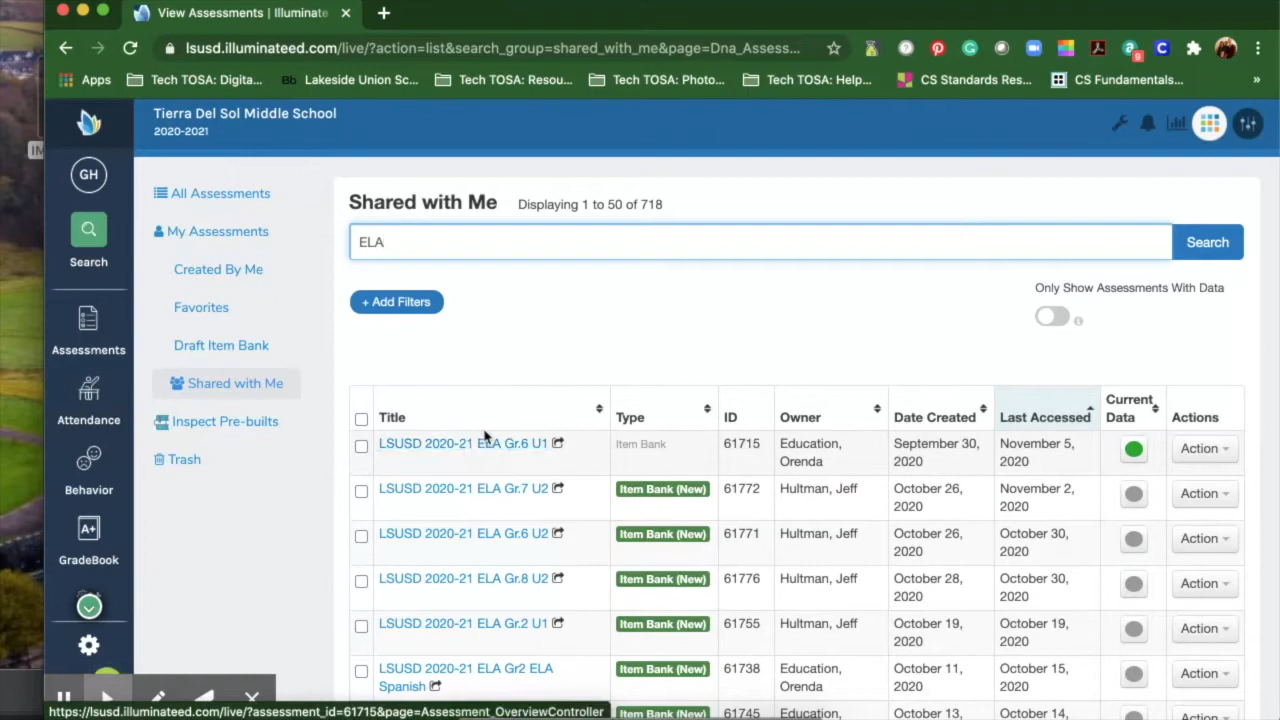 View Assessments | Illuminate
lsusd.illuminateed.com/live/?action=list&search_group=shared_with_me&page=Dna_Assess...
9
Apps Tech TOSA: Digita... Bb Lakeside Union Sc... Tech TOSA: Resou... Tech TOSA: Photo... Tech TOSA: Help... CS Standards Res... CS Fundamentals... »
Tierra Del Sol Middle School
2020-2021
IM
GH
Search
Assessments
Attendance
Behavior
A+
GradeBook
All Assessments
My Assessments
Created By Me
Favorites
Draft Item Bank
Shared with Me
Inspect Pre-builts
Trash
Shared with Me Displaying 1 to 50 of 718
ELA Search
+ Add Filters
Only Show Assessments With Data
Title Type ID Owner Date Created Last Accessed Current Data Actions
LSUSD 2020-21 ELA Gr.6 U1 Item Bank 61715 Education, Orenda September 30, 2020 November 5, 2020 Action
LSUSD 2020-21 ELA Gr.7 U2 Item Bank (New) 61772 Hultman, Jeff October 26, 2020 November 2, 2020 Action
LSUSD 2020-21 ELA Gr.6 U2 Item Bank (New) 61771 Hultman, Jeff October 26, 2020 October 30, 2020 Action
LSUSD 2020-21 ELA Gr.8 U2 Item Bank (New) 61776 Hultman, Jeff October 28, 2020 October 30, 2020 Action
LSUSD 2020-21 ELA Gr.2 U1 Item Bank (New) 61755 Hultman, Jeff October 19, 2020 October 19, 2020 Action
LSUSD 2020-21 ELA Gr2 ELA Spanish Item Bank (New) 61738 Education, Orenda October 11, 2020 October 15, 2020 Action
Item Bank (New) 61745 Education, October 13, October 14,
https://lsusd.illuminateed.com/live/?assessment_id=61715&page=Assessment_OverviewController